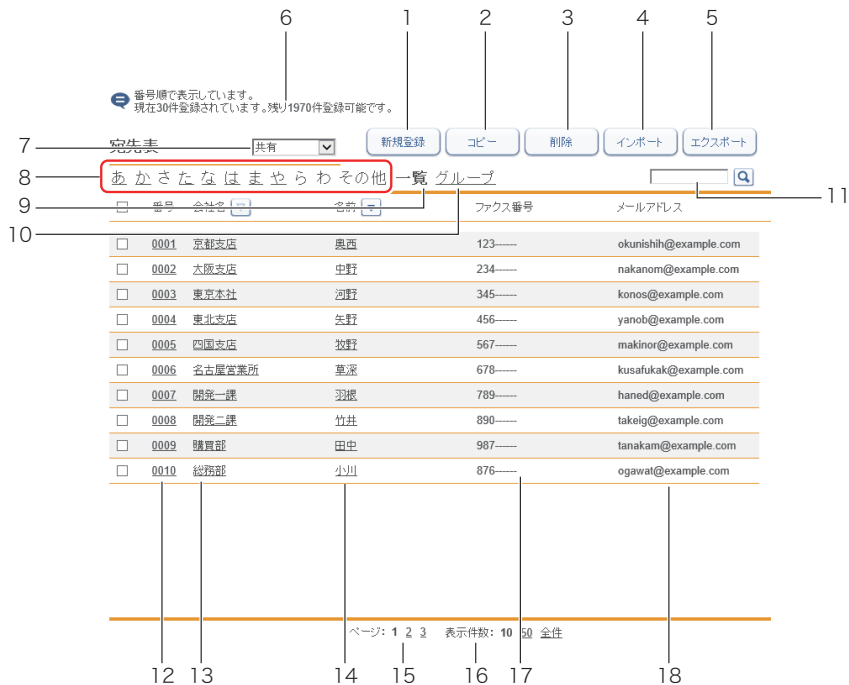 6 1 2 3 4 5
番号順で表示しています。
現在30件登録されています。残り1970件登録可能です。
7 宛先表 共有 新規登録 コピー 削除 インポート エクスポート
8 あ か さ た な は ま や ら わ その他 一覧 グループ
11
9 番号 会社名 名前 ファクス番号 メールアドレス
10
0001 京都支店 奥西 123------ okunishih@example.com
0002 大阪支店 中野 234------ nakanom@example.com
0003 東京本社 河野 345------ konos@example.com
0004 東北支店 矢野 456------ yanob@example.com
0005 四国支店 牧野 567------ makinor@example.com
0006 名古屋営業所 草深 678------ kusafukak@example.com
0007 開発一課 羽根 789------ haned@example.com
0008 開発二課 竹井 890------ takeig@example.com
0009 購買部 田中 987------ tanakam@example.com
0010 総務部 小川 876------ ogawat@example.com
ページ: 1 2 3 表示件数: 10 50 全件
12 13 14 15 16 17 18